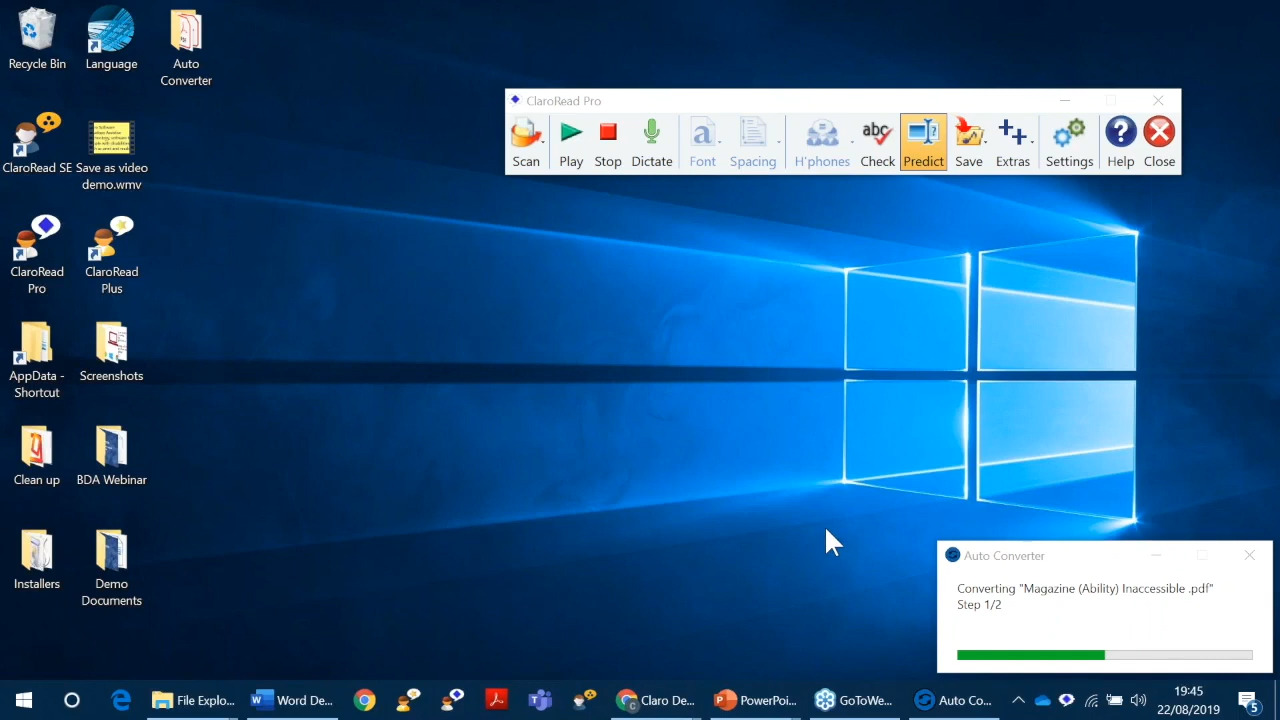 Recycle Bin
Language
Auto
Converter
ClaroRead SE
Save as video
demo.wmv
ClaroRead
Pro
ClaroRead
Plus
AppData -
Shortcut
Screenshots
Clean up
BDA Webinar
Installers
Demo
Documents
ClaroRead Pro
Scan
Play
Stop
Dictate
Font
Spacing
H'phones
Check
Predict
Save
Extras
Settings
Help
Close
Auto Converter
Converting "Magazine (Ability) Inaccessible .pdf"
Step 1/2
File Explo...
Word De...
Claro De...
PowerPoi...
GoToWe...
Auto Co...
19:45
22/08/2019
5